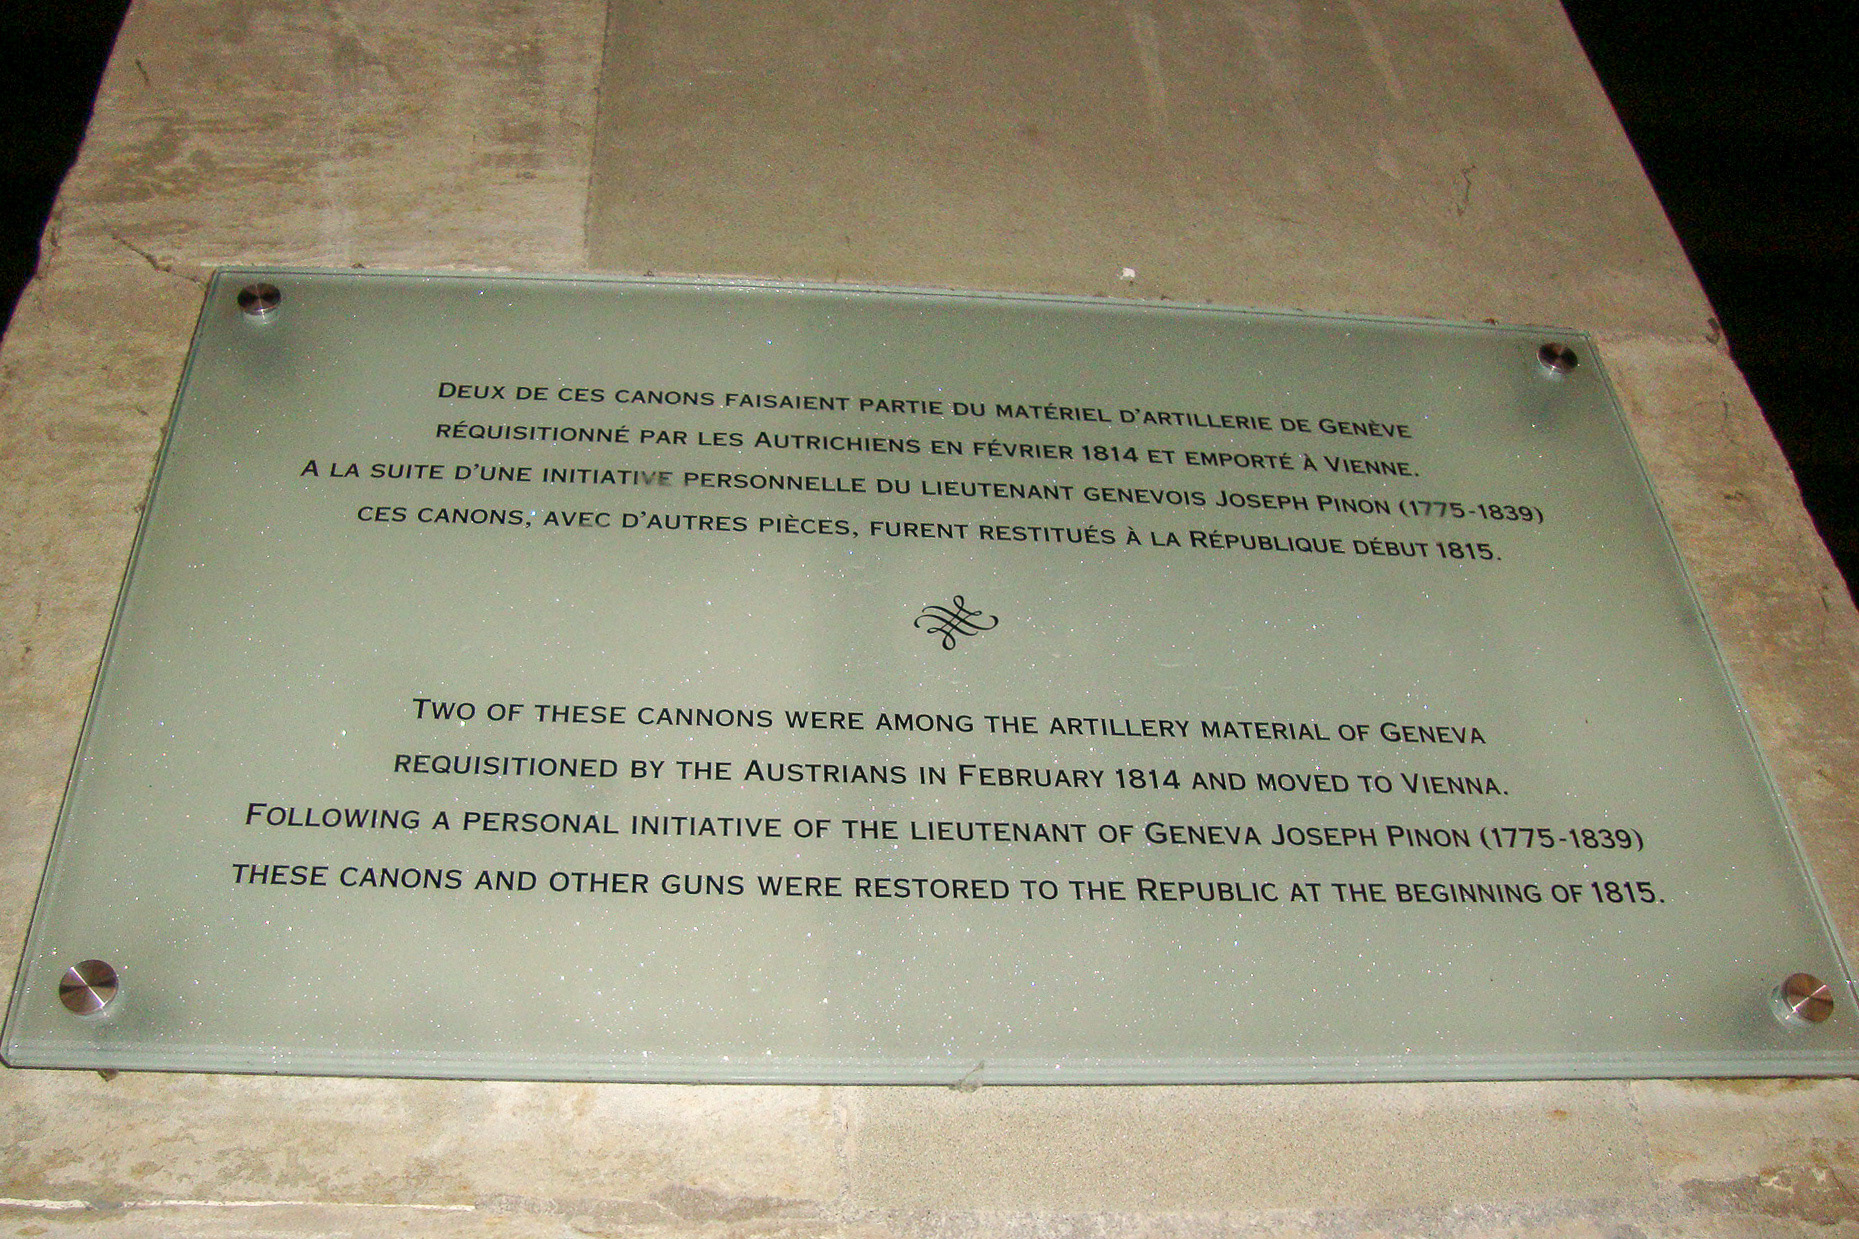 Deux de ces canons faisaient partie du matériel d'artillerie de Genève
réquisitionné par les Autrichiens en février 1814 et emporté à Vienne.
A la suite d'une initiative personnelle du lieutenant genevois Joseph Pinon (1775-1839)
ces canons, avec d'autres pièces, furent restitués à la République début 1815.
Two of these cannons were among the artillery material of Geneva
requisitioned by the Austrians in February 1814 and moved to Vienna.
Following a personal initiative of the lieutenant of Geneva Joseph Pinon (1775-1839)
these canons and other guns were restored to the Republic at the beginning of 1815.